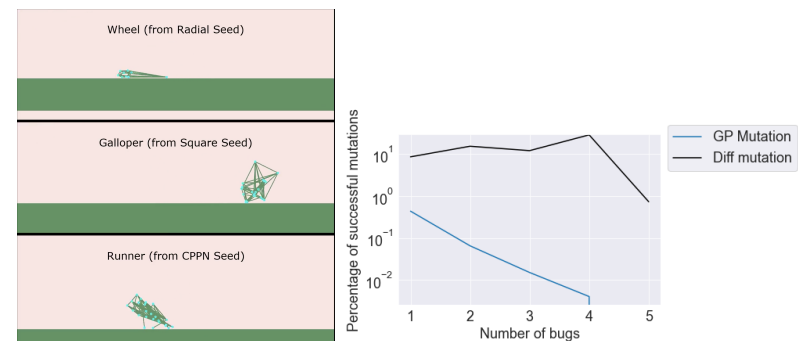 Wheel (from Radial Seed)
Galloper (from Square Seed)
Runner (from CPPN Seed)
Percentage of successful mutations
10^1
10^0
10^-1
10^-2
1 2 3 4 5
Number of bugs
GP Mutation
Diff mutation